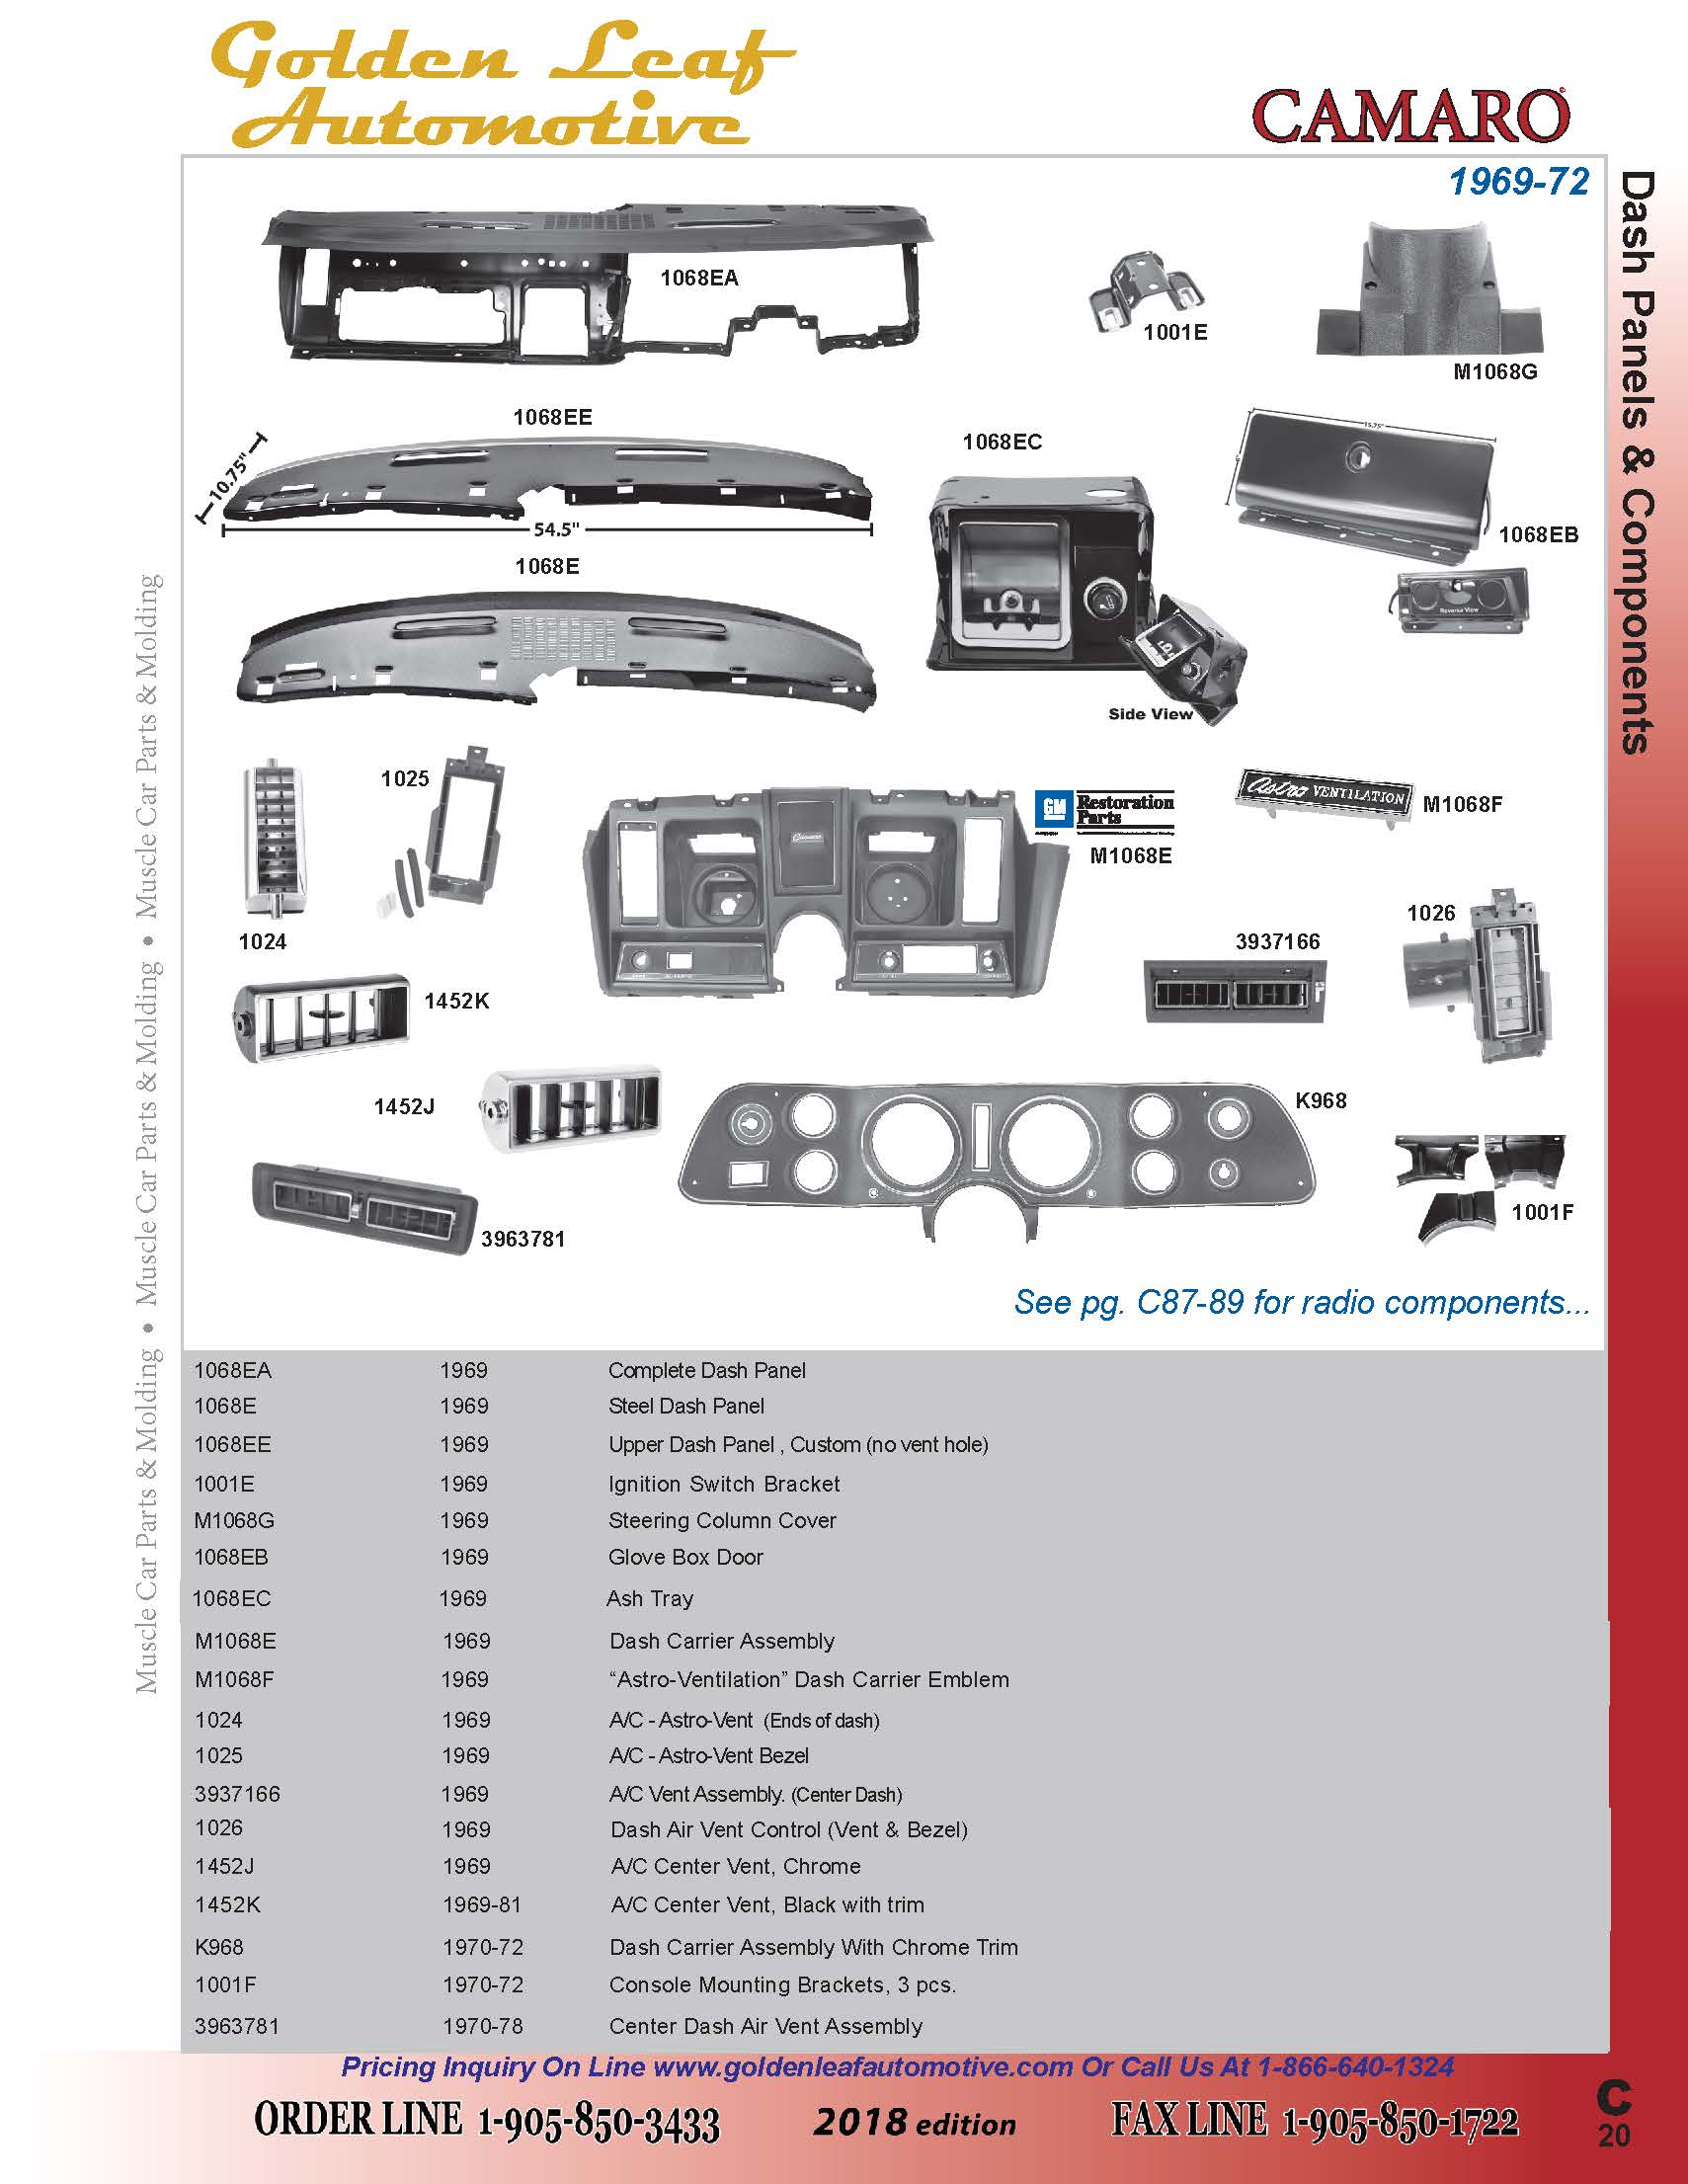 Golden Leaf
Automotive
CAMARO
1969-72
Dash Panels & Components
Muscle Car Parts & Molding • Muscle Car Parts & Molding • Muscle Car Parts & Molding
1068EA
1001E
M1068G
1068EE
10.75"
54.5"
1068EC
15.75"
1068EB
Reverse View
1068E
Side View
1025
1024
GM Restoration
Parts
M1068E
Camaro
Astro VENTILATION
M1068F
1026
3937166
1452K
1452J
K968
3963781
1001F
See pg. C87-89 for radio components...
1068EA 1969 Complete Dash Panel
1068E 1969 Steel Dash Panel
1068EE 1969 Upper Dash Panel , Custom (no vent hole)
1001E 1969 Ignition Switch Bracket
M1068G 1969 Steering Column Cover
1068EB 1969 Glove Box Door
1068EC 1969 Ash Tray
M1068E 1969 Dash Carrier Assembly
M1068F 1969 “Astro-Ventilation” Dash Carrier Emblem
1024 1969 A/C - Astro-Vent (Ends of dash)
1025 1969 A/C - Astro-Vent Bezel
3937166 1969 A/C Vent Assembly. (Center Dash)
1026 1969 Dash Air Vent Control (Vent & Bezel)
1452J 1969 A/C Center Vent, Chrome
1452K 1969-81 A/C Center Vent, Black with trim
K968 1970-72 Dash Carrier Assembly With Chrome Trim
1001F 1970-72 Console Mounting Brackets, 3 pcs.
3963781 1970-78 Center Dash Air Vent Assembly
Pricing Inquiry On Line www.goldenleafautomotive.com Or Call Us At 1-866-640-1324
ORDER LINE 1-905-850-3433
2018 edition
FAX LINE 1-905-850-1722
C
20